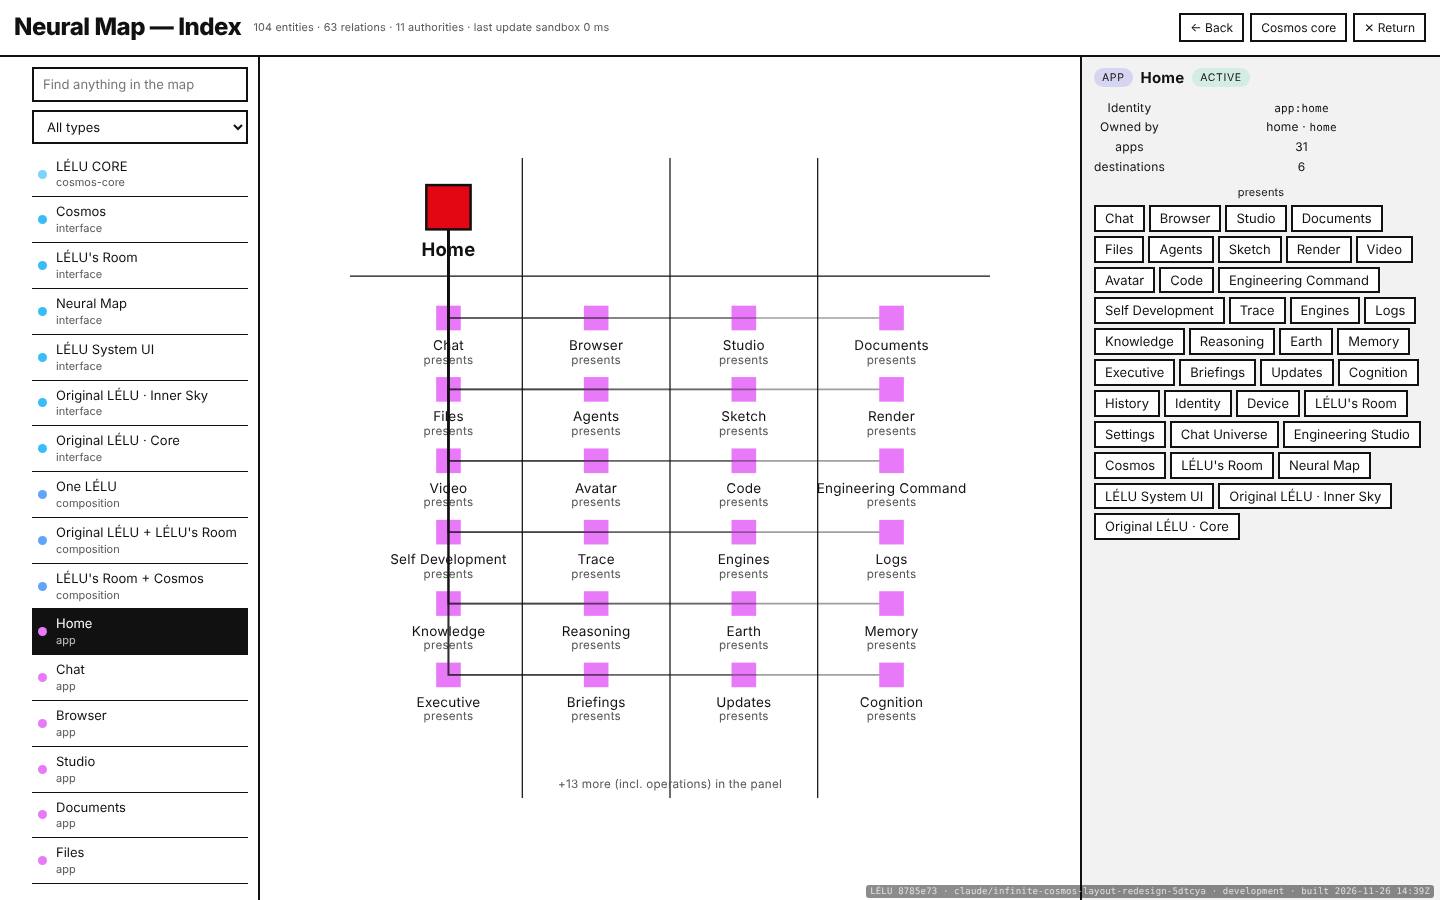 Neural Map — Index 104 entities · 63 relations · 11 authorities · last update sandbox 0 ms ← Back Cosmos core ✕ Return
Find anything in the map
All types
LÉLU CORE
cosmos-core
Cosmos
interface
LÉLU's Room
interface
Neural Map
interface
LÉLU System UI
interface
Original LÉLU · Inner Sky
interface
Original LÉLU · Core
interface
One LÉLU
composition
Original LÉLU + LÉLU's Room
composition
LÉLU's Room + Cosmos
composition
Home
app
Chat
app
Browser
app
Studio
app
Documents
app
Files
app
Home
Chat Browser Studio Documents
presents presents presents presents
Files Agents Sketch Render
presents presents presents presents
Video Avatar Code Engineering Command
presents presents presents presents
Self Development Trace Engines Logs
presents presents presents presents
Knowledge Reasoning Earth Memory
presents presents presents presents
Executive Briefings Updates Cognition
presents presents presents presents
+13 more (incl. operations) in the panel
APP Home ACTIVE
Identity app:home
Owned by home · home
apps 31
destinations 6
presents
Chat Browser Studio Documents
Files Agents Sketch Render Video
Avatar Code Engineering Command
Self Development Trace Engines Logs
Knowledge Reasoning Earth Memory
Executive Briefings Updates Cognition
History Identity Device LÉLU's Room
Settings Chat Universe Engineering Studio
Cosmos LÉLU's Room Neural Map
LÉLU System UI Original LÉLU · Inner Sky
Original LÉLU · Core
LÉLU 8785e73 · claude/infinite-cosmos-layout-redesign-5dtcya · development · built 2026-11-26 14:39Z